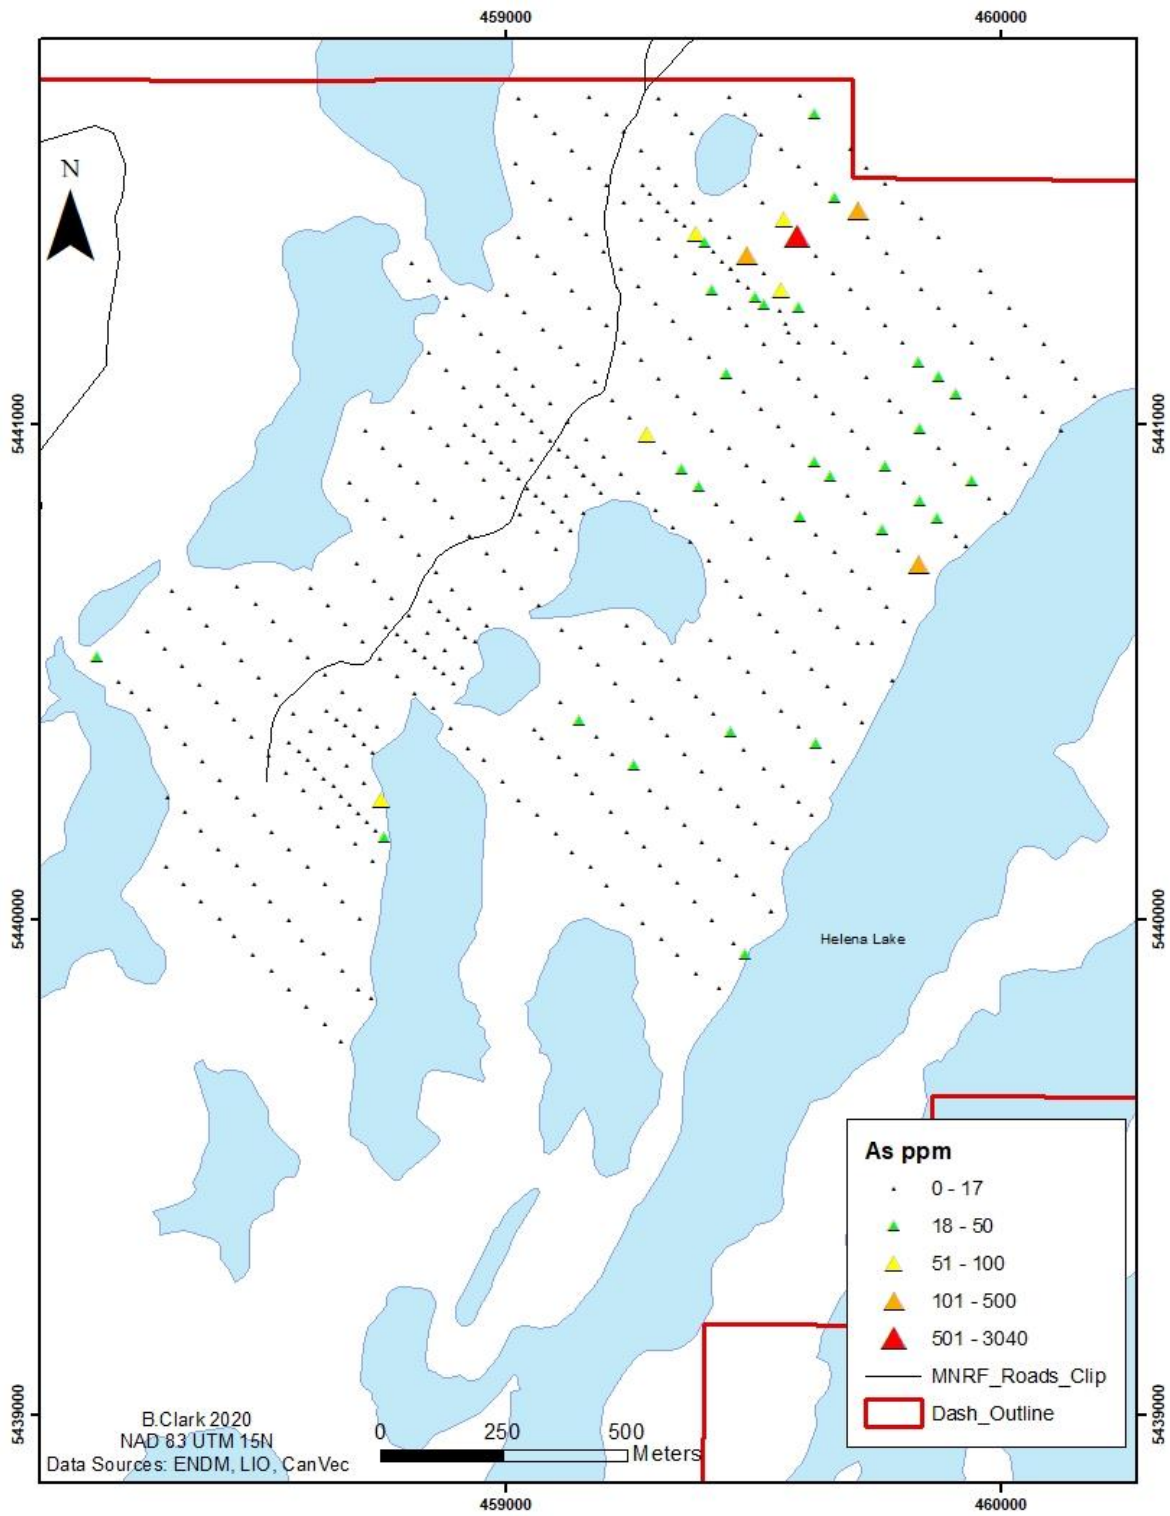 459000
460000
N
5441000
5441000
5440000
5440000
Helena Lake
As ppm
0 - 17
18 - 50
51 - 100
101 - 500
501 - 3040
MNRF_Roads_Clip
Dash_Outline
5439000
5439000
B.Clark 2020
NAD 83 UTM 15N
Data Sources: ENDM, LIO, CanVec
0 250 500
Meters
459000
460000